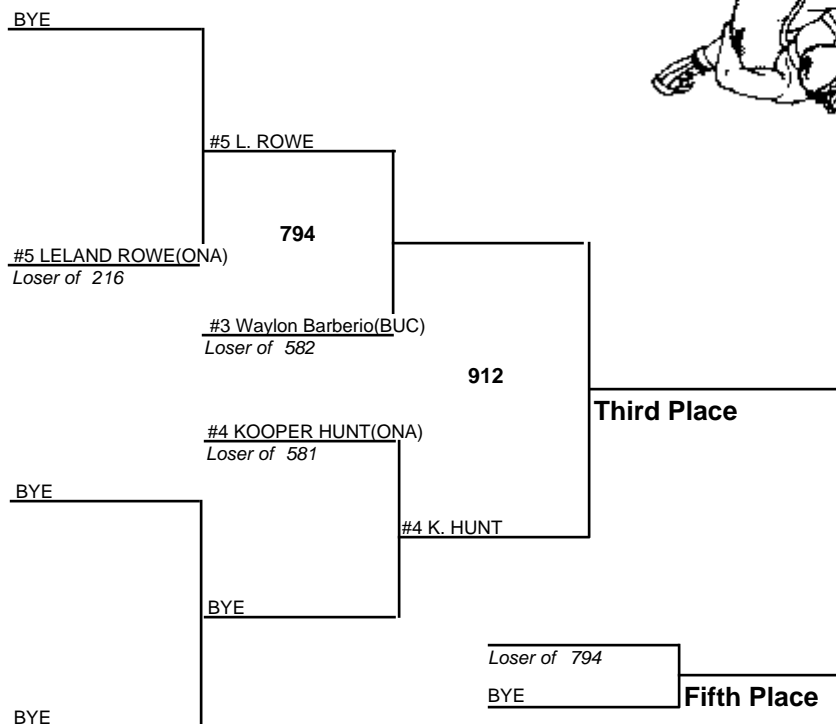 BYE
#5 L. ROWE
794
#5 LELAND ROWE(ONA)
Loser of 216
#3 Waylon Barberio(BUC)
Loser of 582
912
Third Place
#4 KOOPER HUNT(ONA)
Loser of 581
BYE
#4 K. HUNT
BYE
Loser of 794
BYE
Fifth Place
BYE